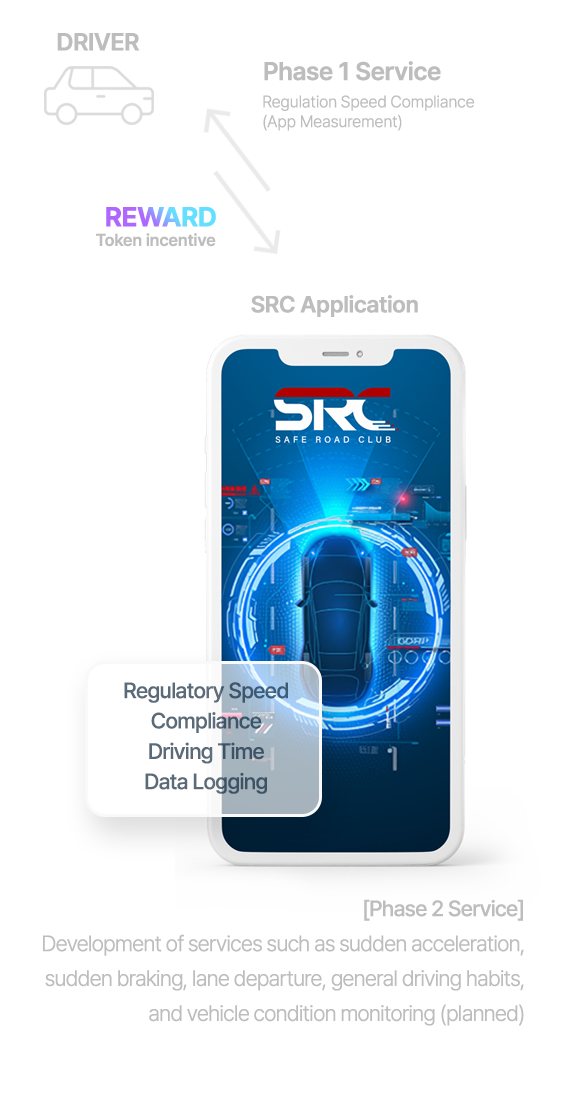 DRIVER
Phase 1 Service
Regulation Speed Compliance
(App Measurement)
REWARD
Token incentive
SRC Application
SRC
SAFE ROAD CLUB
Regulatory Speed
Compliance
Driving Time
Data Logging
[Phase 2 Service]
Development of services such as sudden acceleration,
sudden braking, lane departure, general driving habits,
and vehicle condition monitoring (planned)